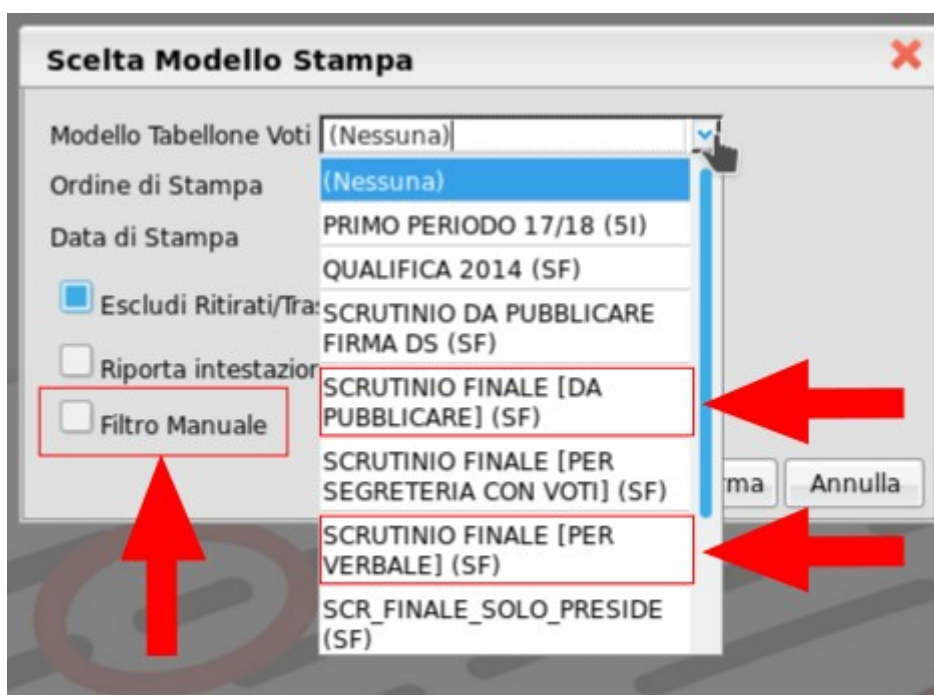 Scelta Modello Stampa
Modello Tabellone Voti (Nessuna)
Ordine di Stampa
Data di Stampa
Escludi Ritirati/Tra
Riporta intestazion
Filtro Manuale
(Nessuna)
PRIMO PERIODO 17/18 (5I)
QUALIFICA 2014 (SF)
SCRUTINIO DA PUBBLICARE
FIRMA DS (SF)
SCRUTINIO FINALE [DA
PUBBLICARE] (SF)
SCRUTINIO FINALE [PER
SEGRETERIA CON VOTI] (SF)
SCRUTINIO FINALE [PER
VERBALE] (SF)
SCR_FINALE_SOLO_PRESIDE
(SF)
rma Annulla